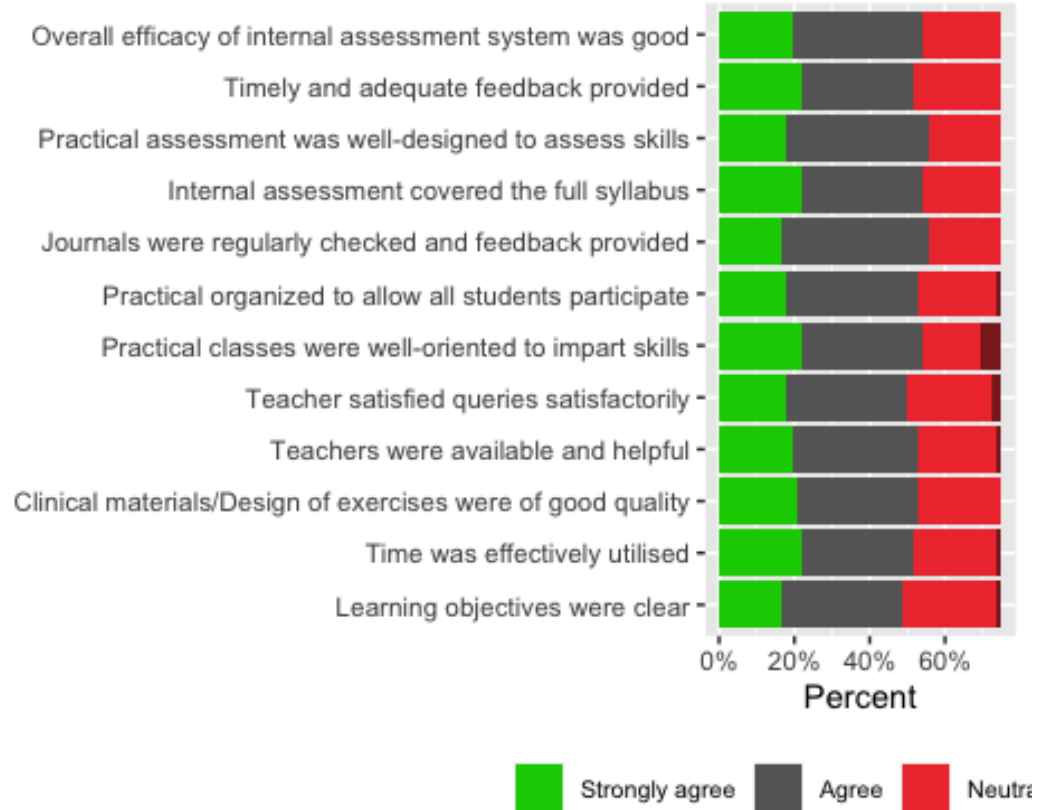 Overall efficacy of internal assessment system was good
Timely and adequate feedback provided
Practical assessment was well-designed to assess skills
Internal assessment covered the full syllabus
Journals were regularly checked and feedback provided
Practical organized to allow all students participate
Practical classes were well-oriented to impart skills
Teacher satisfied queries satisfactorily
Teachers were available and helpful
Clinical materials/Design of exercises were of good quality
Time was effectively utilised
Learning objectives were clear
0% 20% 40% 60%
Percent
Strongly agree Agree